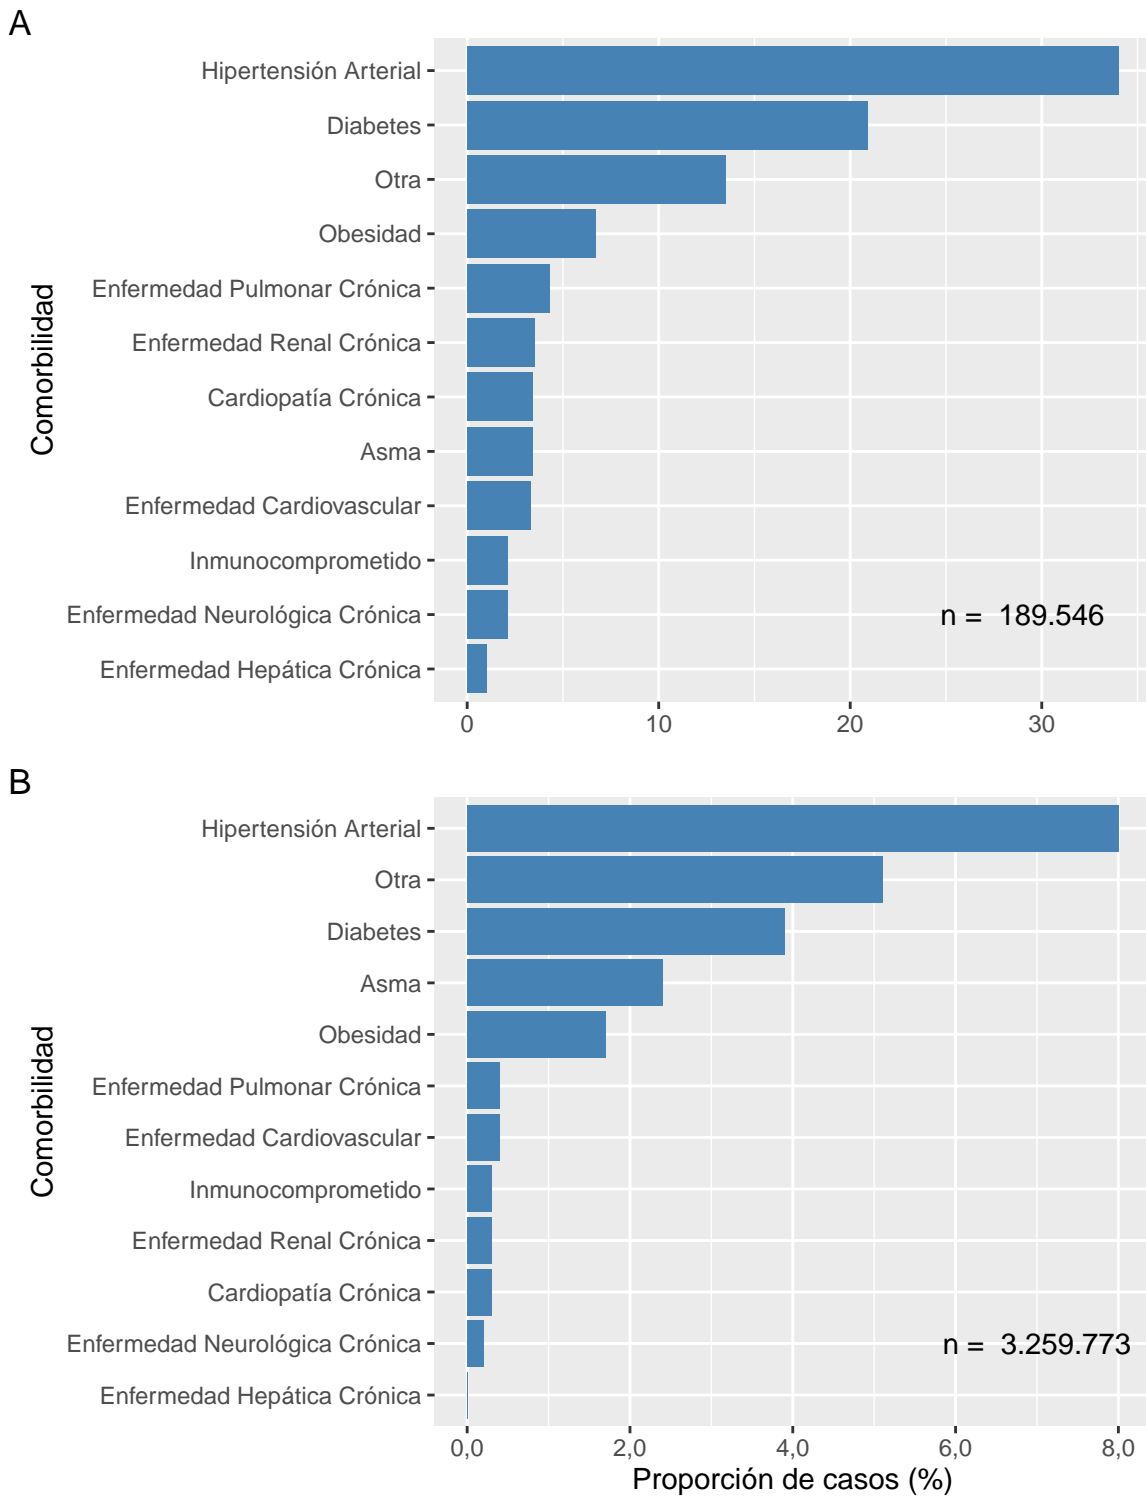 A
Comorbilidad
Hipertensión Arterial
Diabetes
Otra
Obesidad
Enfermedad Pulmonar Crónica
Enfermedad Renal Crónica
Cardiopatía Crónica
Asma
Enfermedad Cardiovascular
Inmunocomprometido
Enfermedad Neurológica Crónica
Enfermedad Hepática Crónica
n = 189.546
0 10 20 30
B
Comorbilidad
Hipertensión Arterial
Otra
Diabetes
Asma
Obesidad
Enfermedad Pulmonar Crónica
Enfermedad Cardiovascular
Inmunocomprometido
Enfermedad Renal Crónica
Cardiopatía Crónica
Enfermedad Neurológica Crónica
Enfermedad Hepática Crónica
n = 3.259.773
0,0 2,0 4,0 6,0 8,0
Proporción de casos (%)